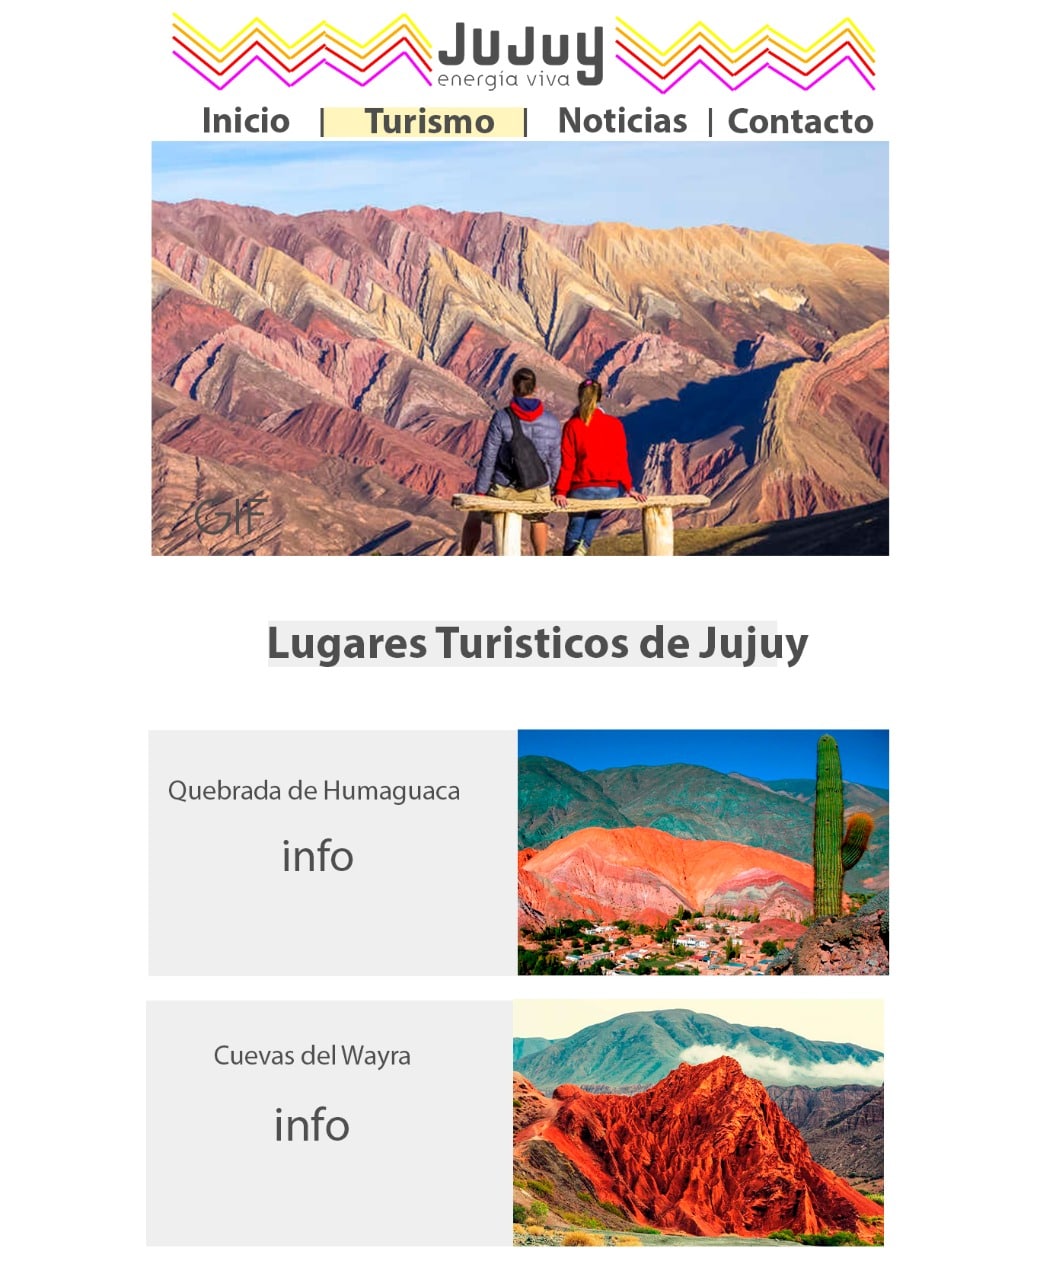 Jujuy
energía viva
Inicio | Turismo | Noticias | Contacto
GIF
Lugares Turisticos de Jujuy
Quebrada de Humaguaca
info
Cuevas del Wayra
info